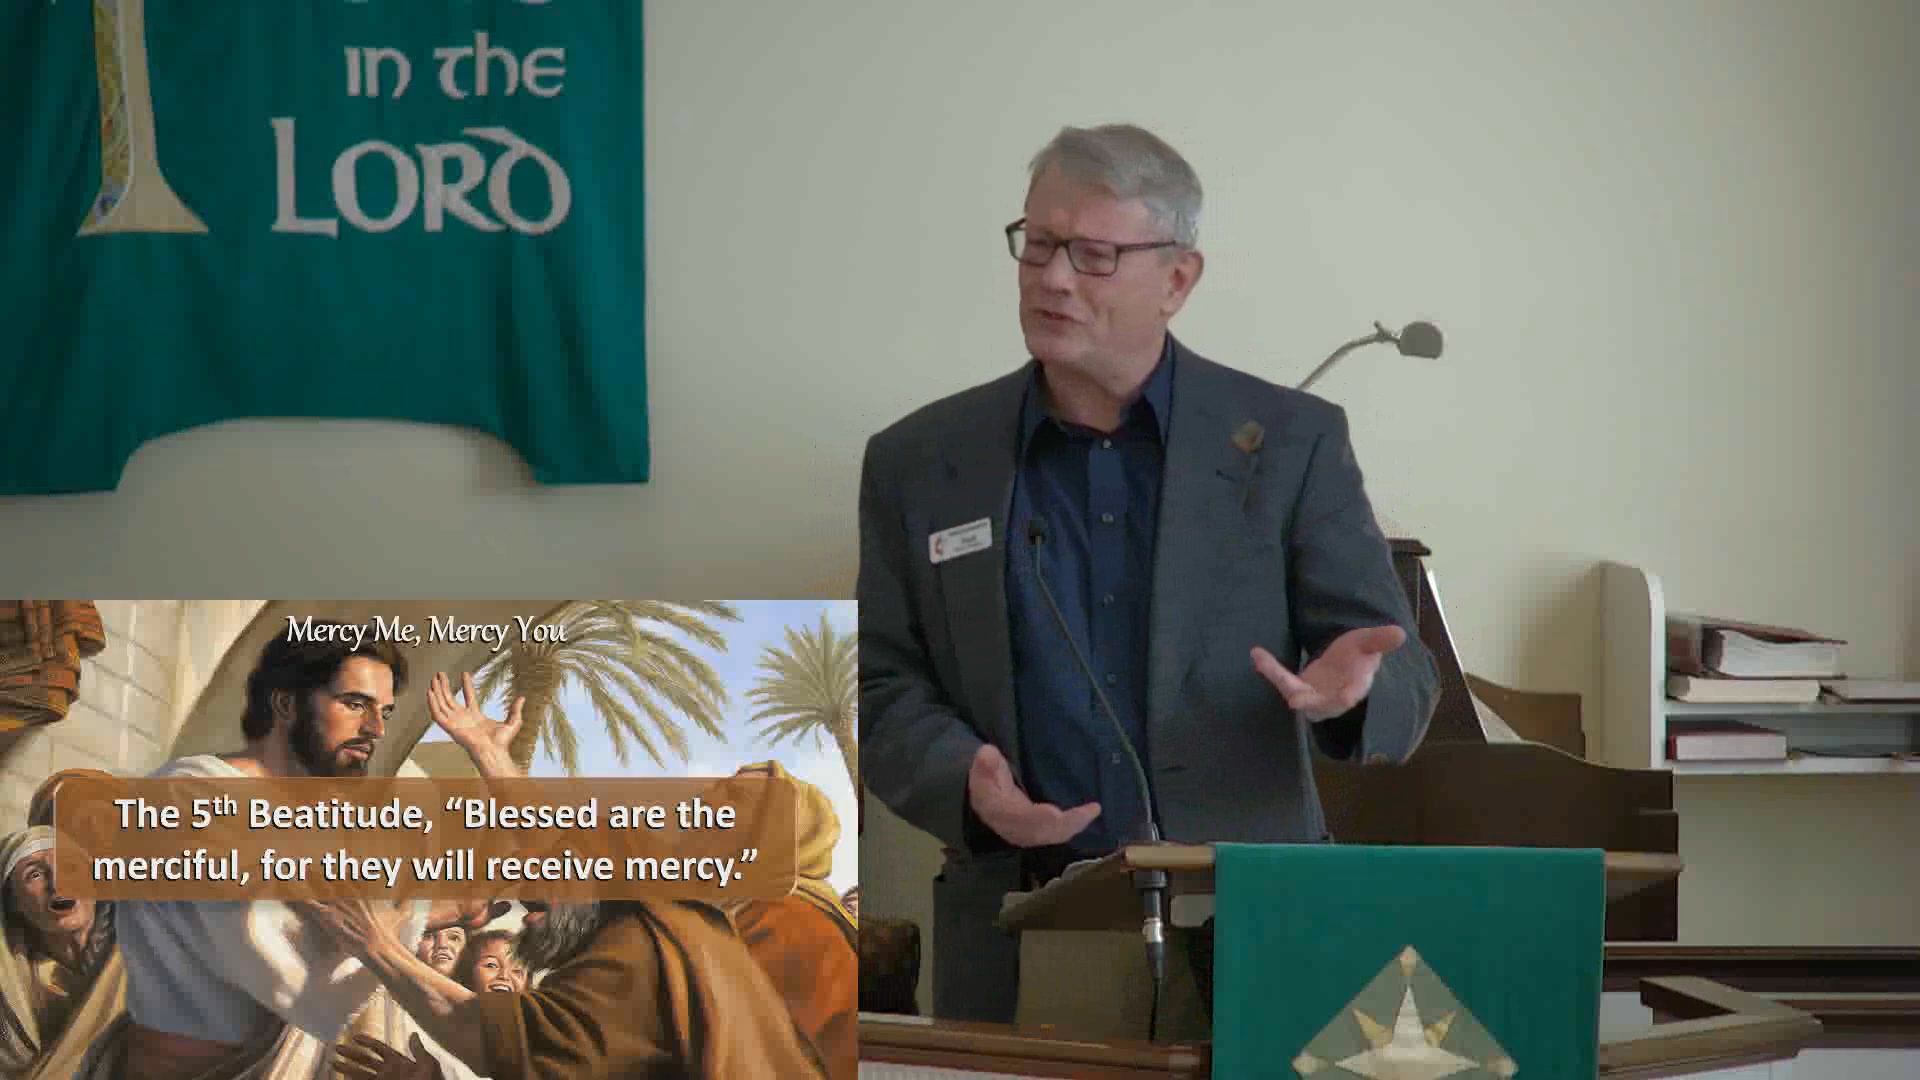 in the
LORD
Mercy Me, Mercy You
The 5th Beatitude, “Blessed are the
merciful, for they will receive mercy.”